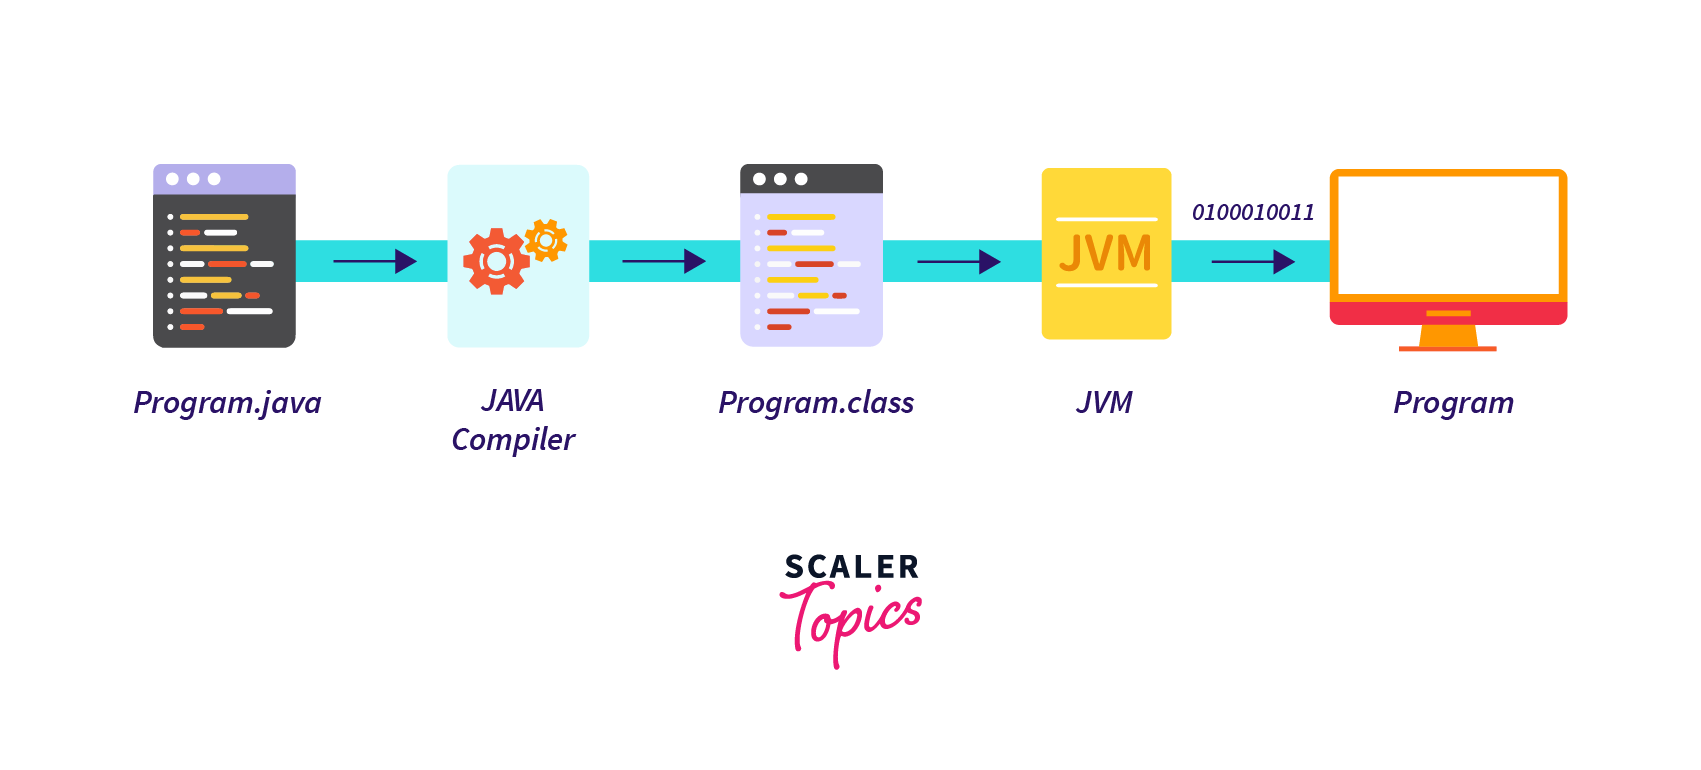 0100010011
JVM
Program.java
JAVA
Compiler
Program.class
JVM
Program
SCALER
Topics